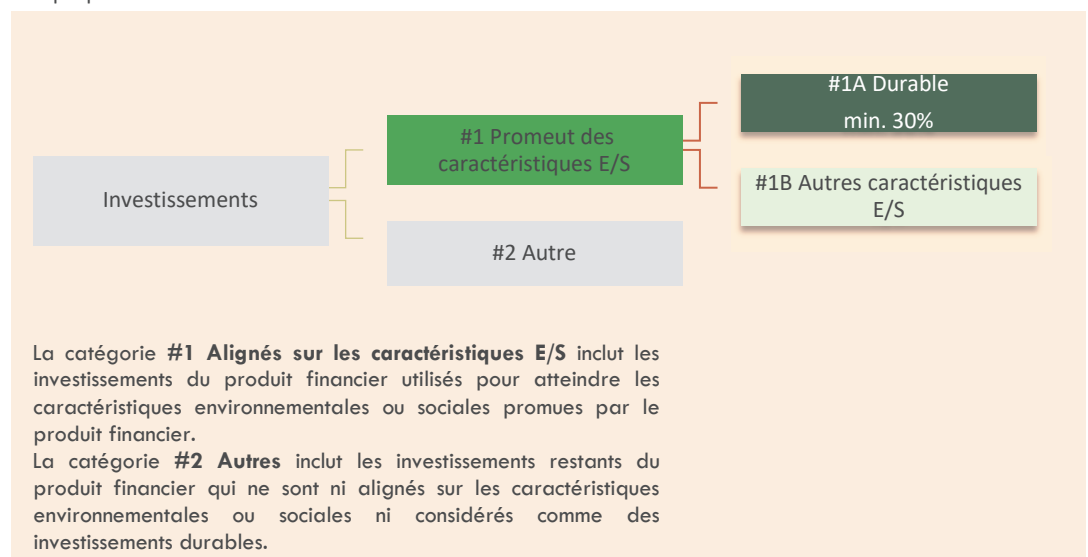 Investissements
#1 Promeut des
caractéristiques E/S
#2 Autre
#1A Durable
min. 30%
#1B Autres caractéristiques
E/S
La catégorie #1 Alignés sur les caractéristiques E/S inclut les
investissements du produit financier utilisés pour atteindre les
caractéristiques environnementales ou sociales promues par le
produit financier.
La catégorie #2 Autres inclut les investissements restants du
produit financier qui ne sont ni alignés sur les caractéristiques
environnementales ou sociales ni considérés comme des
investissements durables.